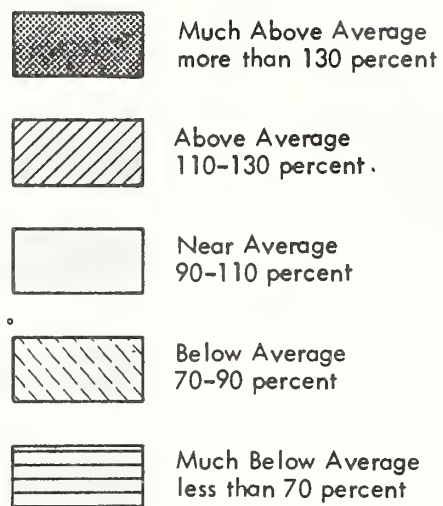 Much Above Average
more than 130 percent
Above Average
110-130 percent.
Near Average
90-110 percent
Below Average
70-90 percent
Much Below Average
less than 70 percent